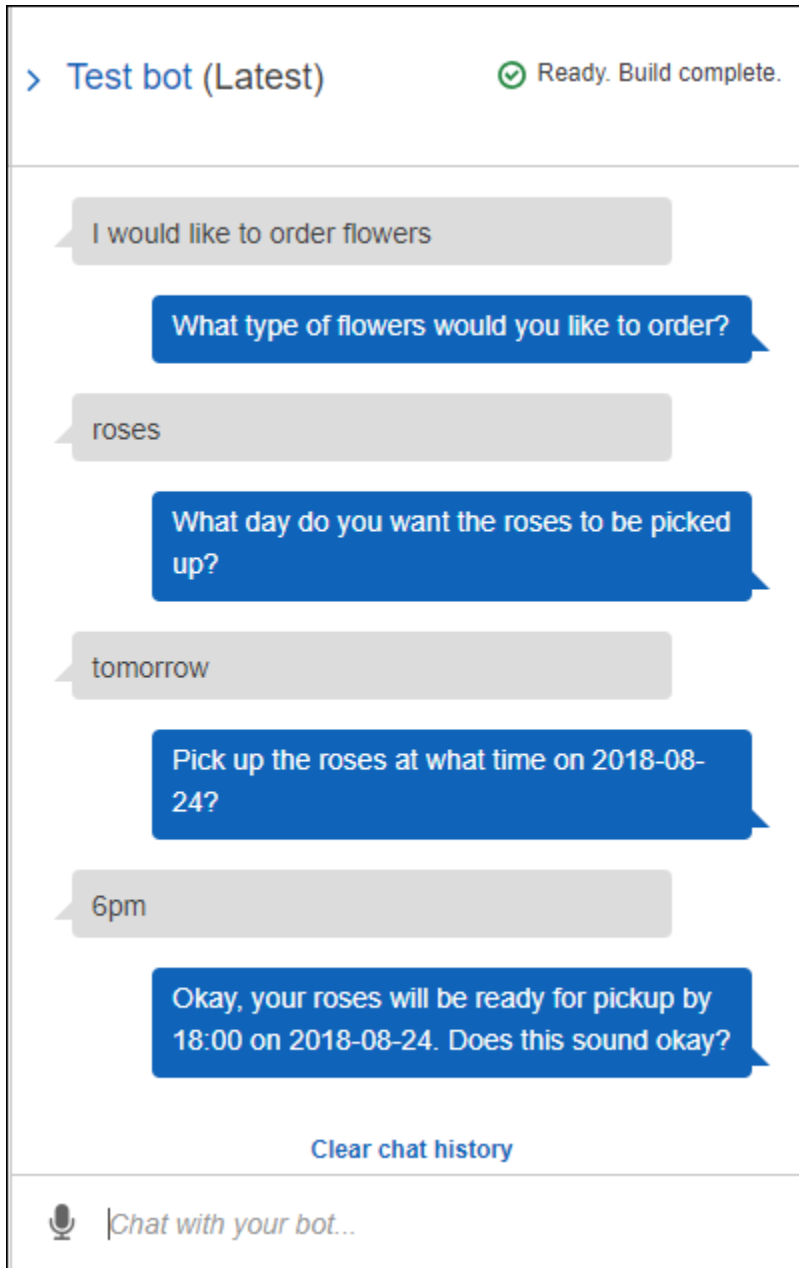 Test bot (Latest)
Ready. Build complete.
I would like to order flowers
What type of flowers would you like to order?
roses
What day do you want the roses to be picked
up?
tomorrow
Pick up the roses at what time on 2018-08-
24?
6pm
Okay, your roses will be ready for pickup by
18:00 on 2018-08-24. Does this sound okay?
Clear chat history
Chat with your bot...